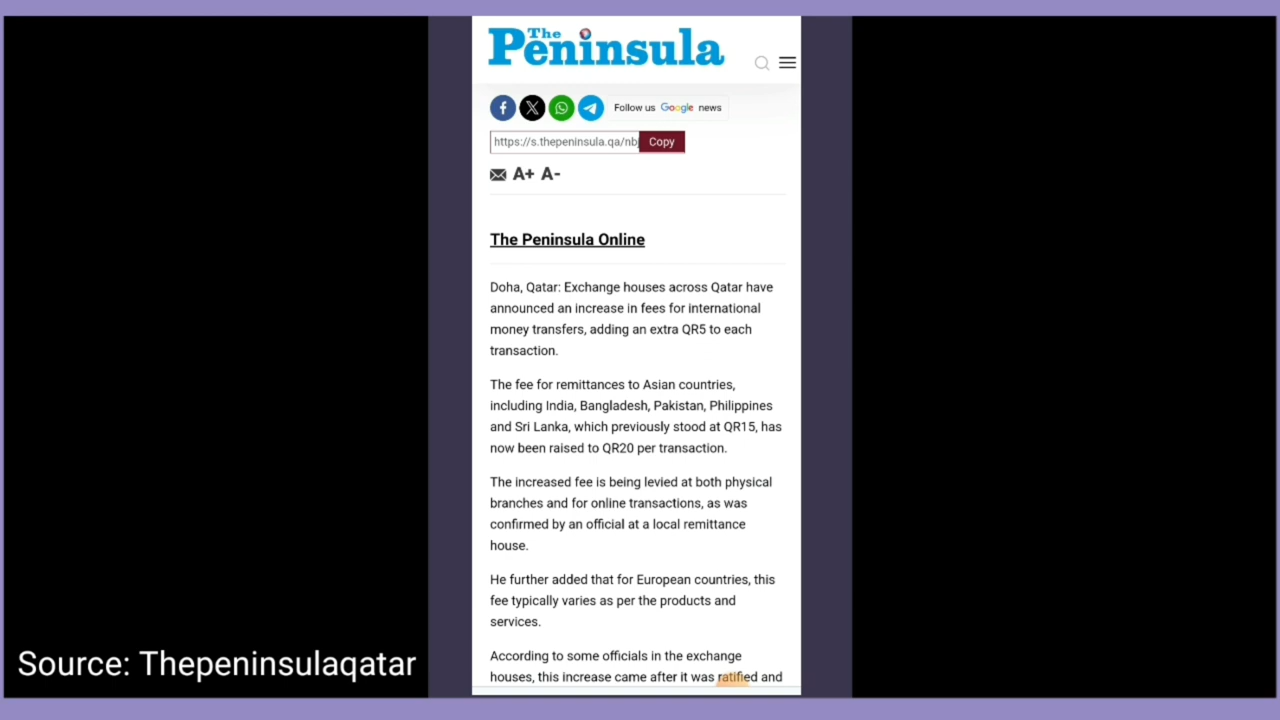 The
Peninsula
Follow us Google news
https://s.thepeninsula.qa/nbj
Copy
A+ A-
The Peninsula Online
Doha, Qatar: Exchange houses across Qatar have
announced an increase in fees for international
money transfers, adding an extra QR5 to each
transaction.
The fee for remittances to Asian countries,
including India, Bangladesh, Pakistan, Philippines
and Sri Lanka, which previously stood at QR15, has
now been raised to QR20 per transaction.
The increased fee is being levied at both physical
branches and for online transactions, as was
confirmed by an official at a local remittance
house.
He further added that for European countries, this
fee typically varies as per the products and
services.
According to some officials in the exchange
houses, this increase came after it was ratified and
Source: Thepeninsulaqatar